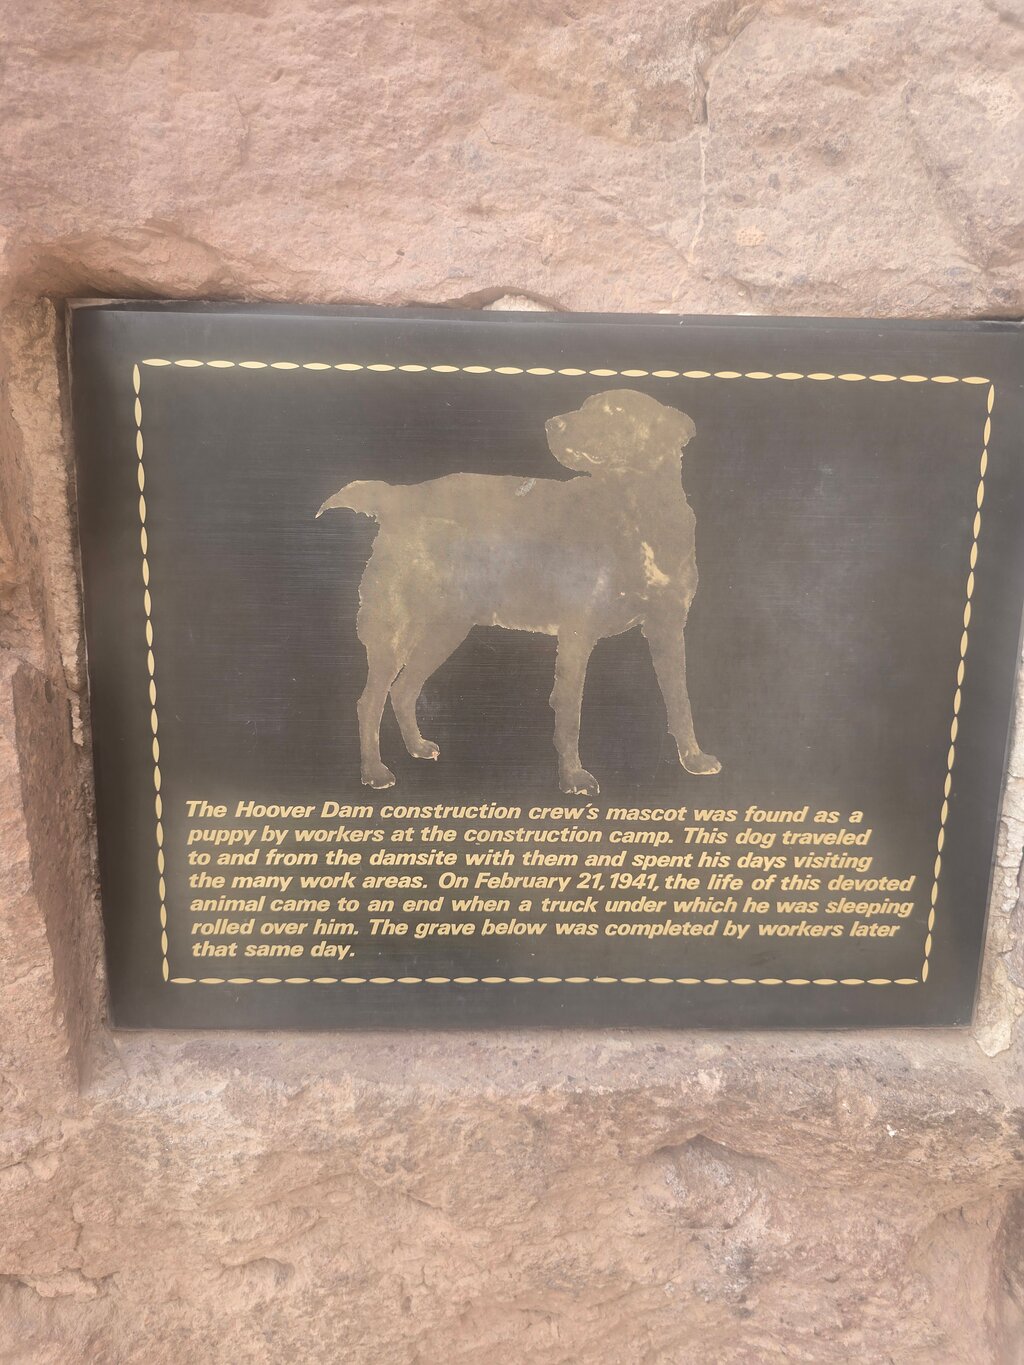 The Hoover Dam construction crew's mascot was found as a
puppy by workers at the construction camp. This dog traveled
to and from the damsite with them and spent his days visiting
the many work areas. On February 21, 1941, the life of this devoted
animal came to an end when a truck under which he was sleeping
rolled over him. The grave below was completed by workers later
that same day.